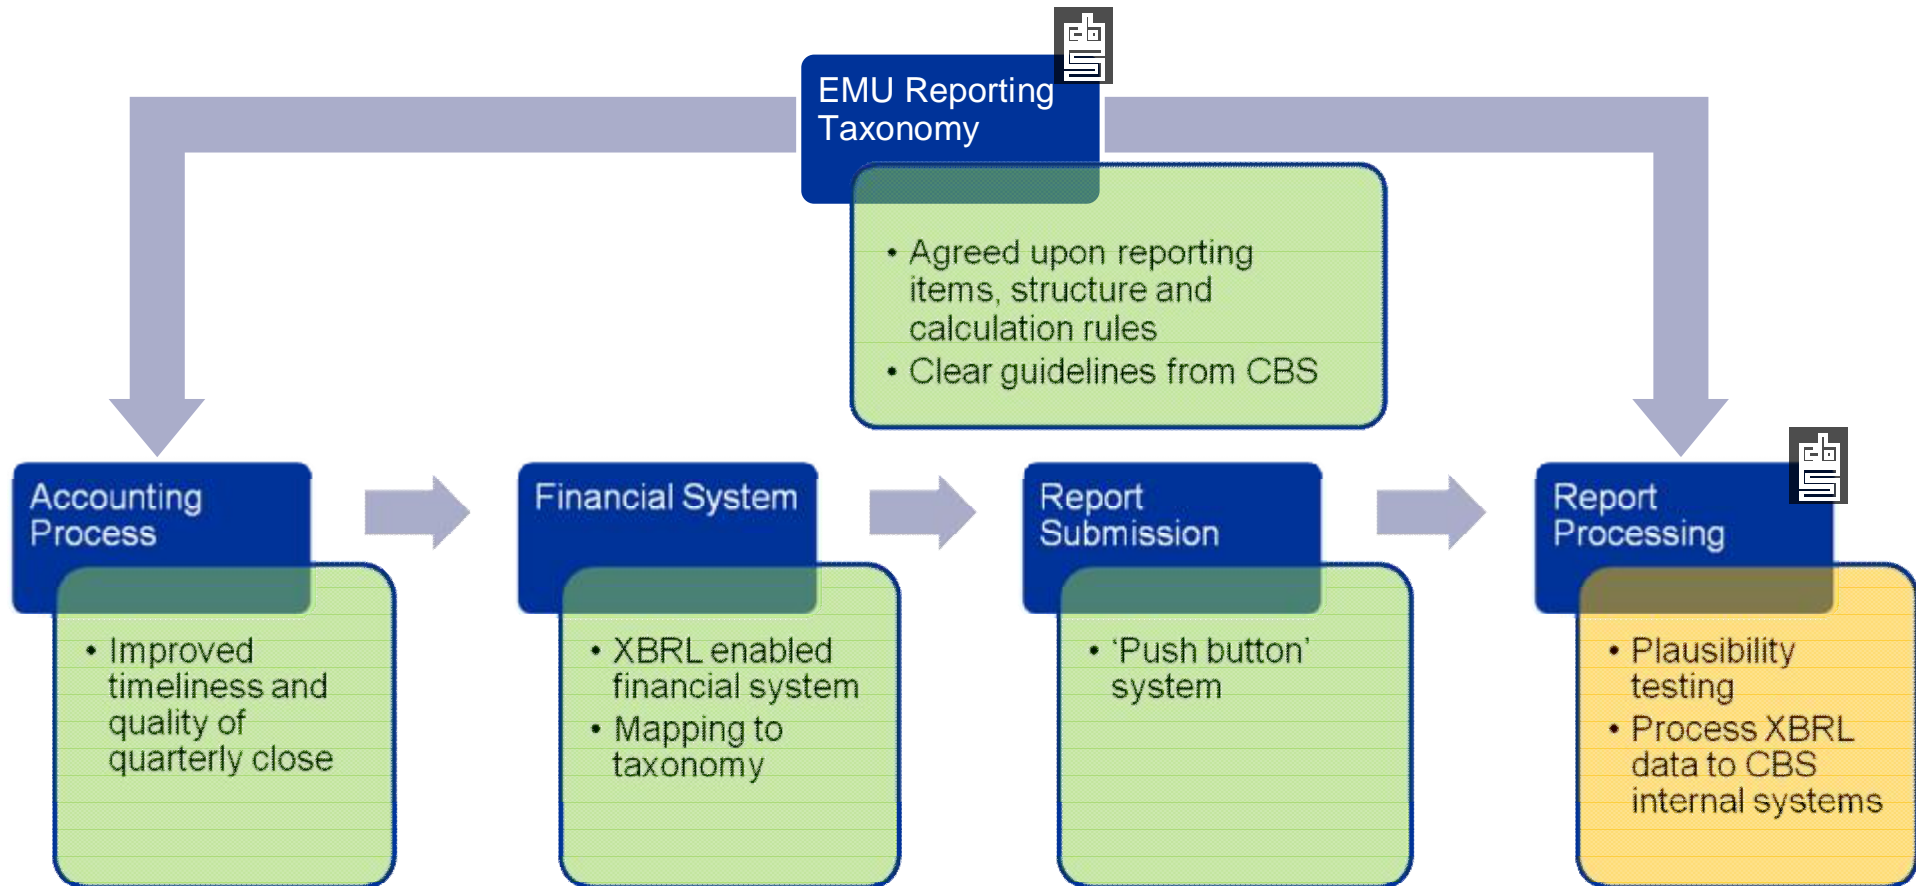 EMU Reporting
Taxonomy
• Agreed upon reporting
items, structure and
calculation rules
• Clear guidelines from CBS
Accounting
Process
• Improved
timeliness and
quality of
quarterly close
Financial System
• XBRL enabled
financial system
• Mapping to
taxonomy
Report
Submission
• ‘Push button’
system
Report
Processing
• Plausibility
testing
• Process XBRL
data to CBS
internal systems
cbs
cbs